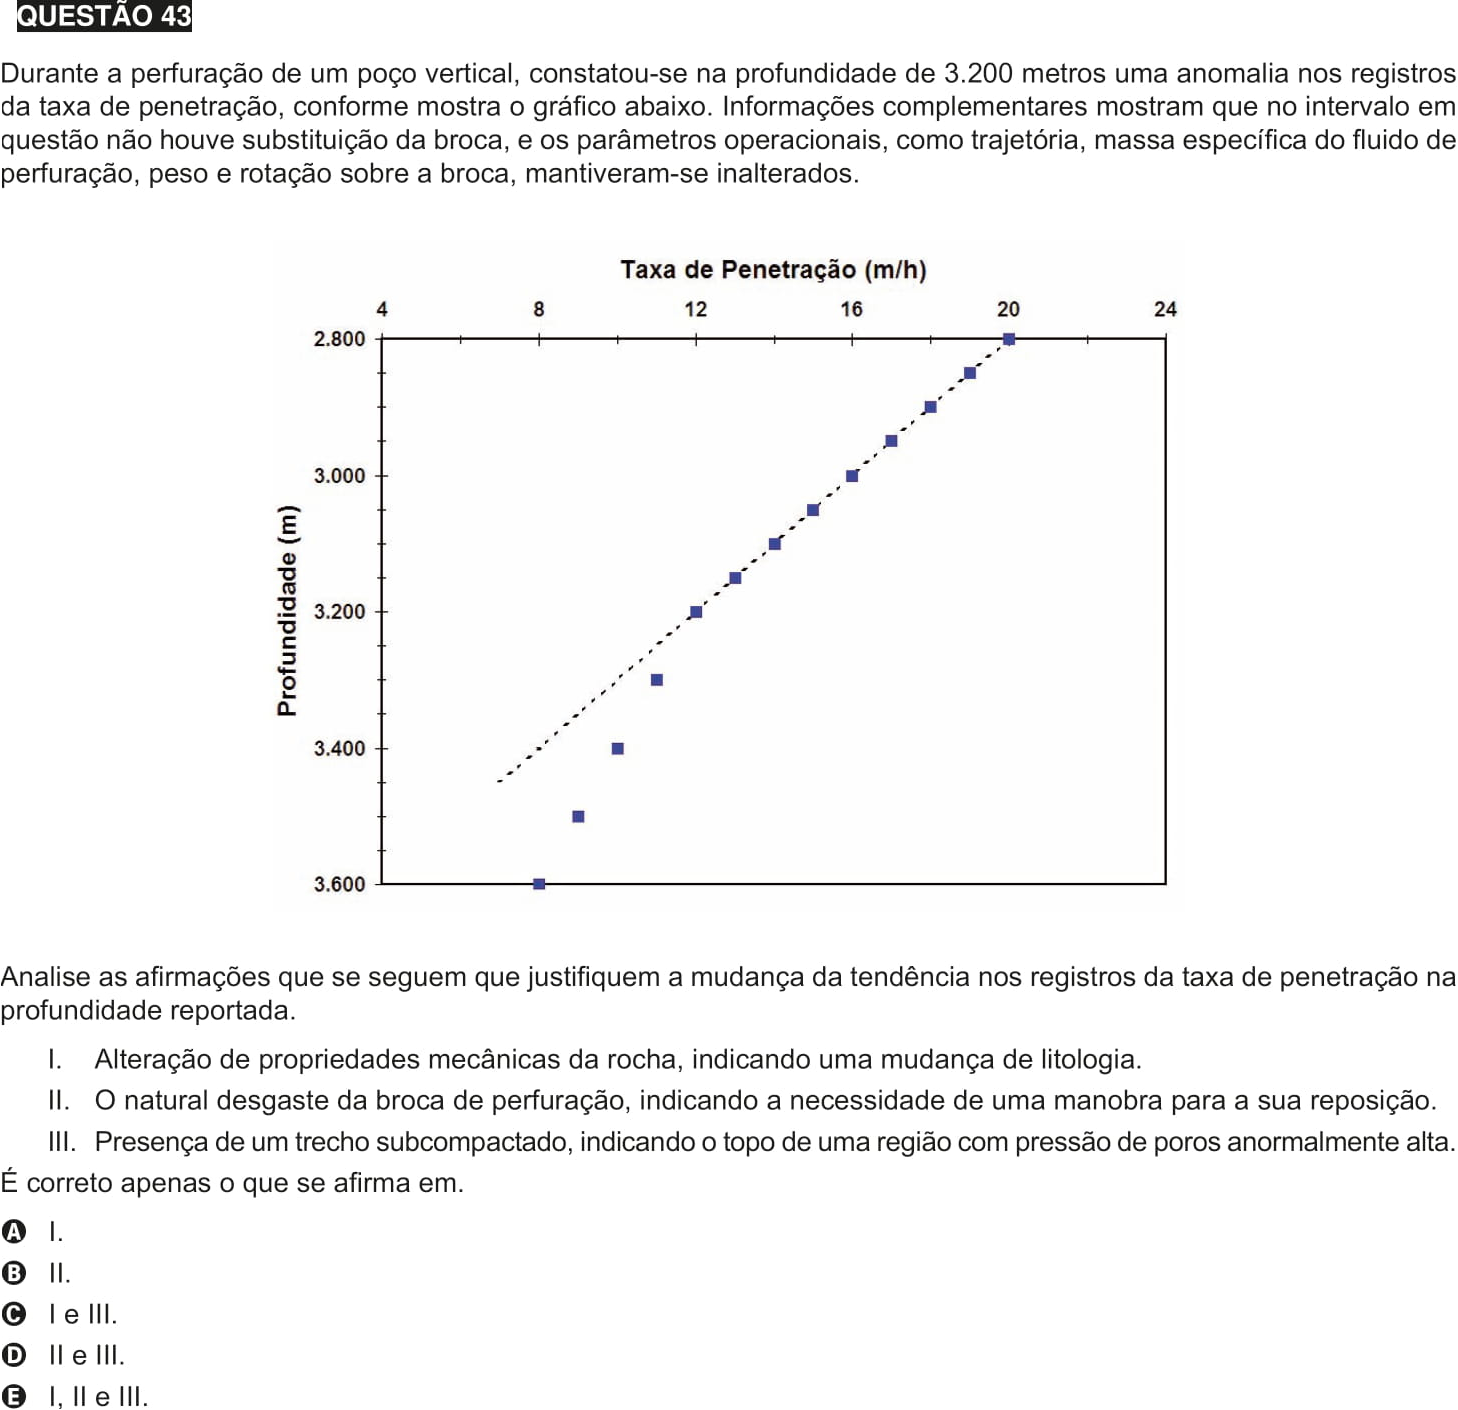 QUESTÃO 43
Durante a perfuração de um poço vertical, constatou-se na profundidade de 3.200 metros uma anomalia nos registros
da taxa de penetração, conforme mostra o gráfico abaixo. Informações complementares mostram que no intervalo em
questão não houve substituição da broca, e os parâmetros operacionais, como trajetória, massa específica do fluido de
perfuração, peso e rotação sobre a broca, mantiveram-se inalterados.
Taxa de Penetração (m/h)
4 8 12 16 20 24
2.800
3.000
3.200
3.400
3.600
Profundidade (m)
Analise as afirmações que se seguem que justifiquem a mudança da tendência nos registros da taxa de penetração na
profundidade reportada.
I. Alteração de propriedades mecânicas da rocha, indicando uma mudança de litologia.
II. O natural desgaste da broca de perfuração, indicando a necessidade de uma manobra para a sua reposição.
III. Presença de um trecho subcompactado, indicando o topo de uma região com pressão de poros anormalmente alta.
É correto apenas o que se afirma em.
A I.
B II.
C I e III.
D II e III.
E I, II e III.